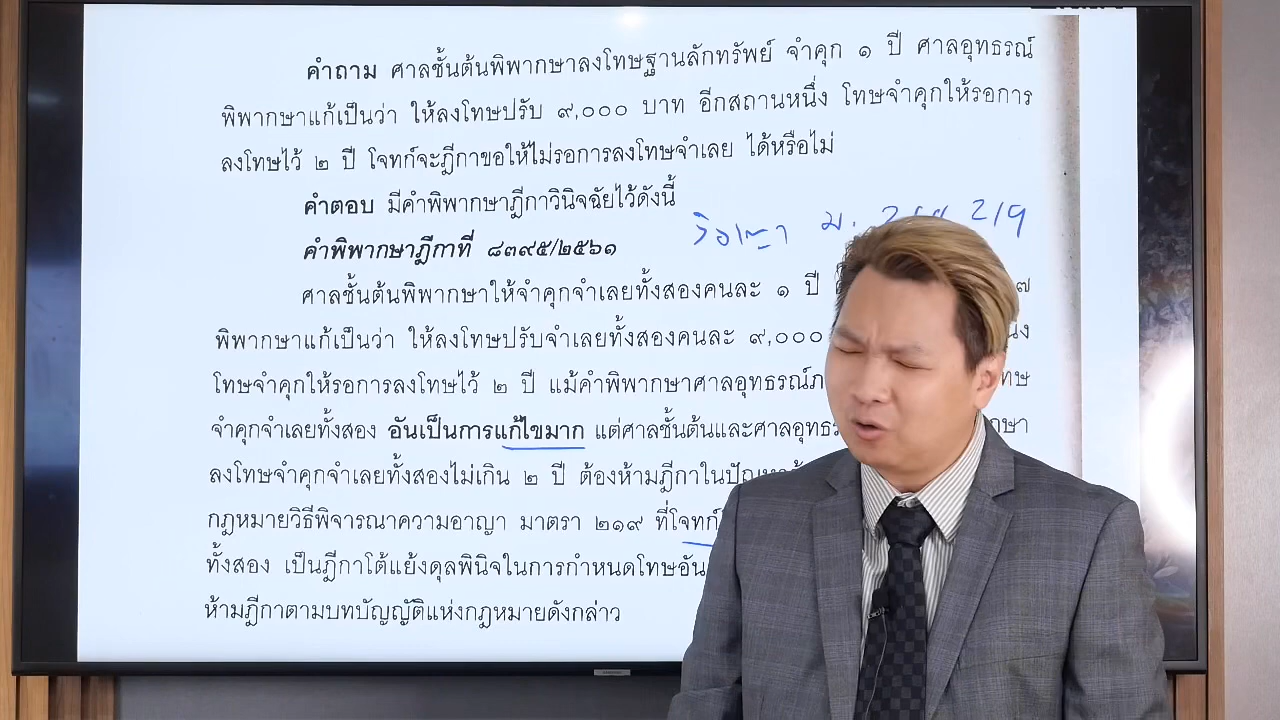 คำถาม ศาลชั้นต้นพิพากษาลงโทษฐานลักทรัพย์ จำคุก ๑ ปี ศาลอุทธรณ์
พิพากษาแก้เป็นว่า ให้ลงโทษปรับ ๙,๐๐๐ บาท อีกสถานหนึ่ง โทษจำคุกให้รอการ
ลงโทษไว้ ๒ ปี โจทก์จะฎีกาขอให้ไม่รอการลงโทษจำเลย ได้หรือไม่
คำตอบ มีคำพิพากษาฎีกาวินิจฉัยไว้ดังนี้
ม. 219
คำพิพากษาฎีกาที่ ๘๓๙๕/๒๕๖๑
ศาลชั้นต้นพิพากษาให้จำคุกจำเลยทั้งสองคนละ ๑ ปี ๗
พิพากษาแก้เป็นว่า ให้ลงโทษปรับจำเลยทั้งสองคนละ ๙,๐๐๐
โทษจำคุกให้รอการลงโทษไว้ ๒ ปี แม้คำพิพากษาศาลอุทธรณ์
จำคุกจำเลยทั้งสอง อันเป็นการแก้ไขมาก แต่ศาลชั้นต้นและศาลอุทธ
ลงโทษจำคุกจำเลยทั้งสองไม่เกิน ๒ ปี ต้องห้ามฎีกาในปัญหา
กฎหมายวิธีพิจารณาความอาญา มาตรา ๒๑๙ ที่โจทก์
ทั้งสอง เป็นฎีกาโต้แย้งดุลพินิจในการกำหนดโทษอัน
ห้ามฎีกาตามบทบัญญัติแห่งกฎหมายดังกล่าว